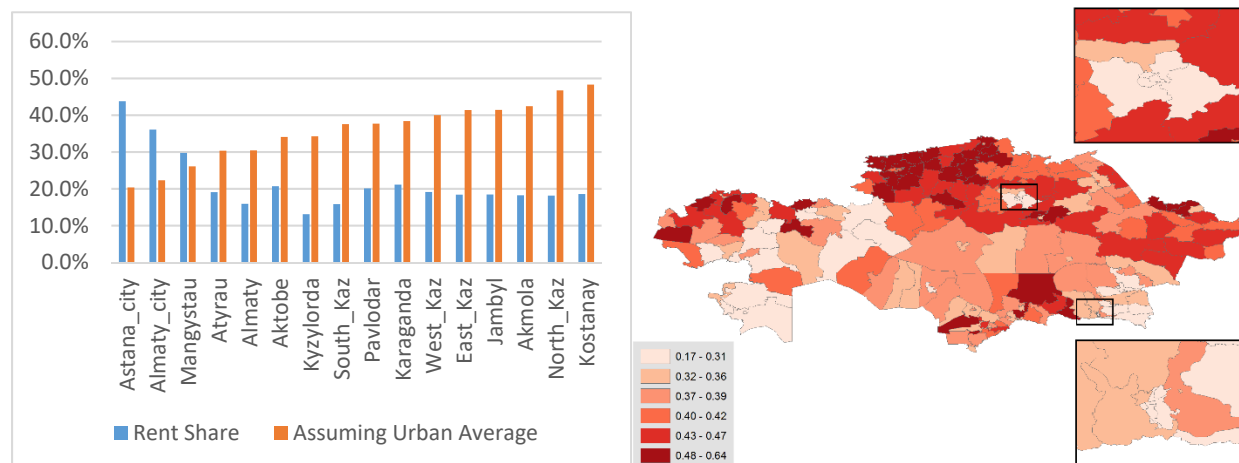 60.0%
50.0%
40.0%
30.0%
20.0%
10.0%
0.0%
Astana_city
Almaty_city
Mangystau
Atyrau
Almaty
Aktobe
Kyzylorda
South_Kaz
Pavlodar
Karaganda
West_Kaz
East_Kaz
Jambyl
Akmola
North_Kaz
Kostanay
Rent Share
Assuming Urban Average
0.17 - 0.31
0.32 - 0.36
0.37 - 0.39
0.40 - 0.42
0.43 - 0.47
0.48 - 0.64